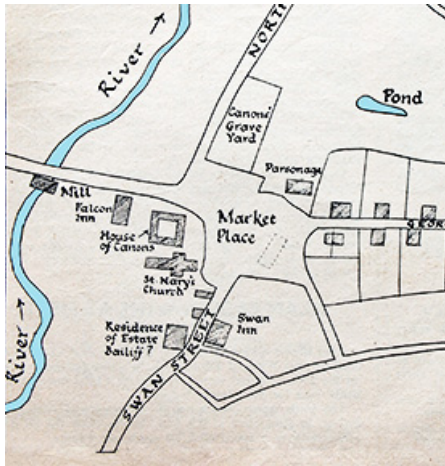 River →
NORTH
Canons'
Grave
Yard
Pond
Parsonage
Mill
Falcon
Inn
House
of Canons
Market
Place
GEOR
St. Mary's
Church
River →
Residence
of Estate
Bailiff ?
Swan
Inn
SWAN STREET